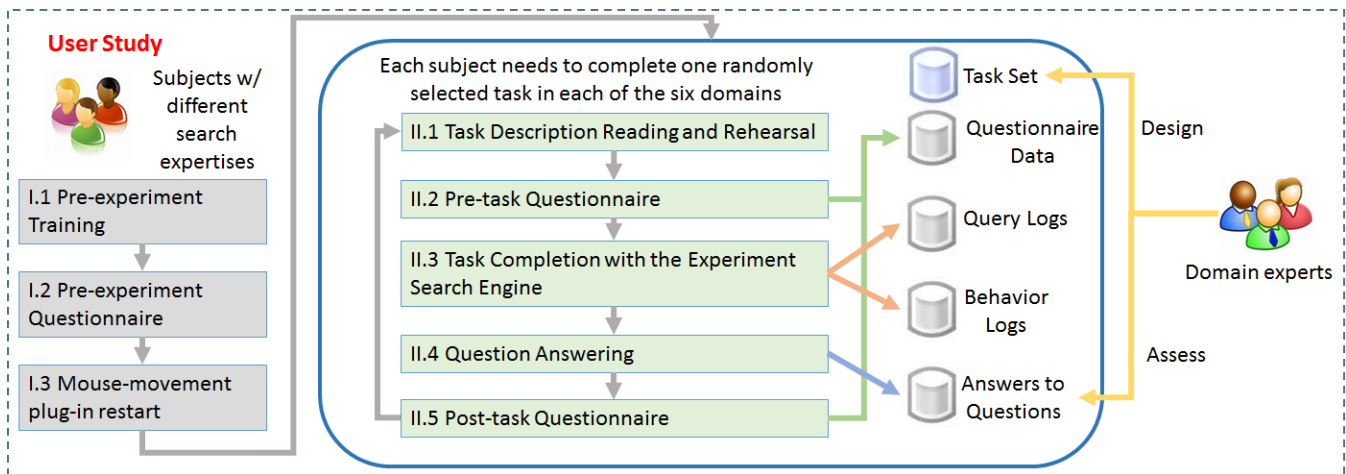 User Study
Subjects w/
different
search
expertises
I.1 Pre-experiment
Training
I.2 Pre-experiment
Questionnaire
I.3 Mouse-movement
plug-in restart
Each subject needs to complete one randomly
selected task in each of the six domains
II.1 Task Description Reading and Rehearsal
II.2 Pre-task Questionnaire
II.3 Task Completion with the Experiment
Search Engine
II.4 Question Answering
II.5 Post-task Questionnaire
Task Set
Questionnaire
Data
Query Logs
Behavior
Logs
Answers to
Questions
Design
Domain experts
Assess